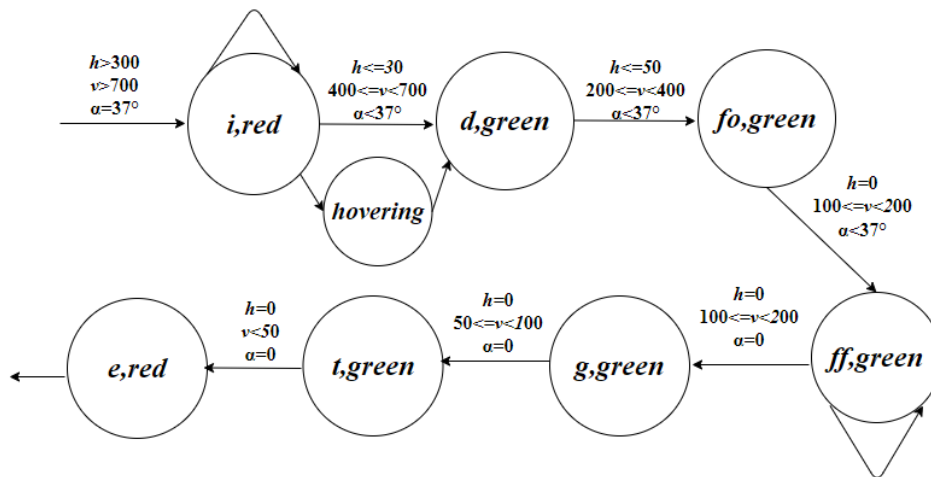 h>300
v>700
α=37°
i,red
h<=30
400<=v<700
α<37°
hovering
d,green
h<=50
200<=v<400
α<37°
fo,green
h=0
100<=v<200
α<37°
ff,green
h=0
100<=v<200
α=0
g,green
h=0
50<=v<100
α=0
t,green
h=0
v<50
α=0
e,red